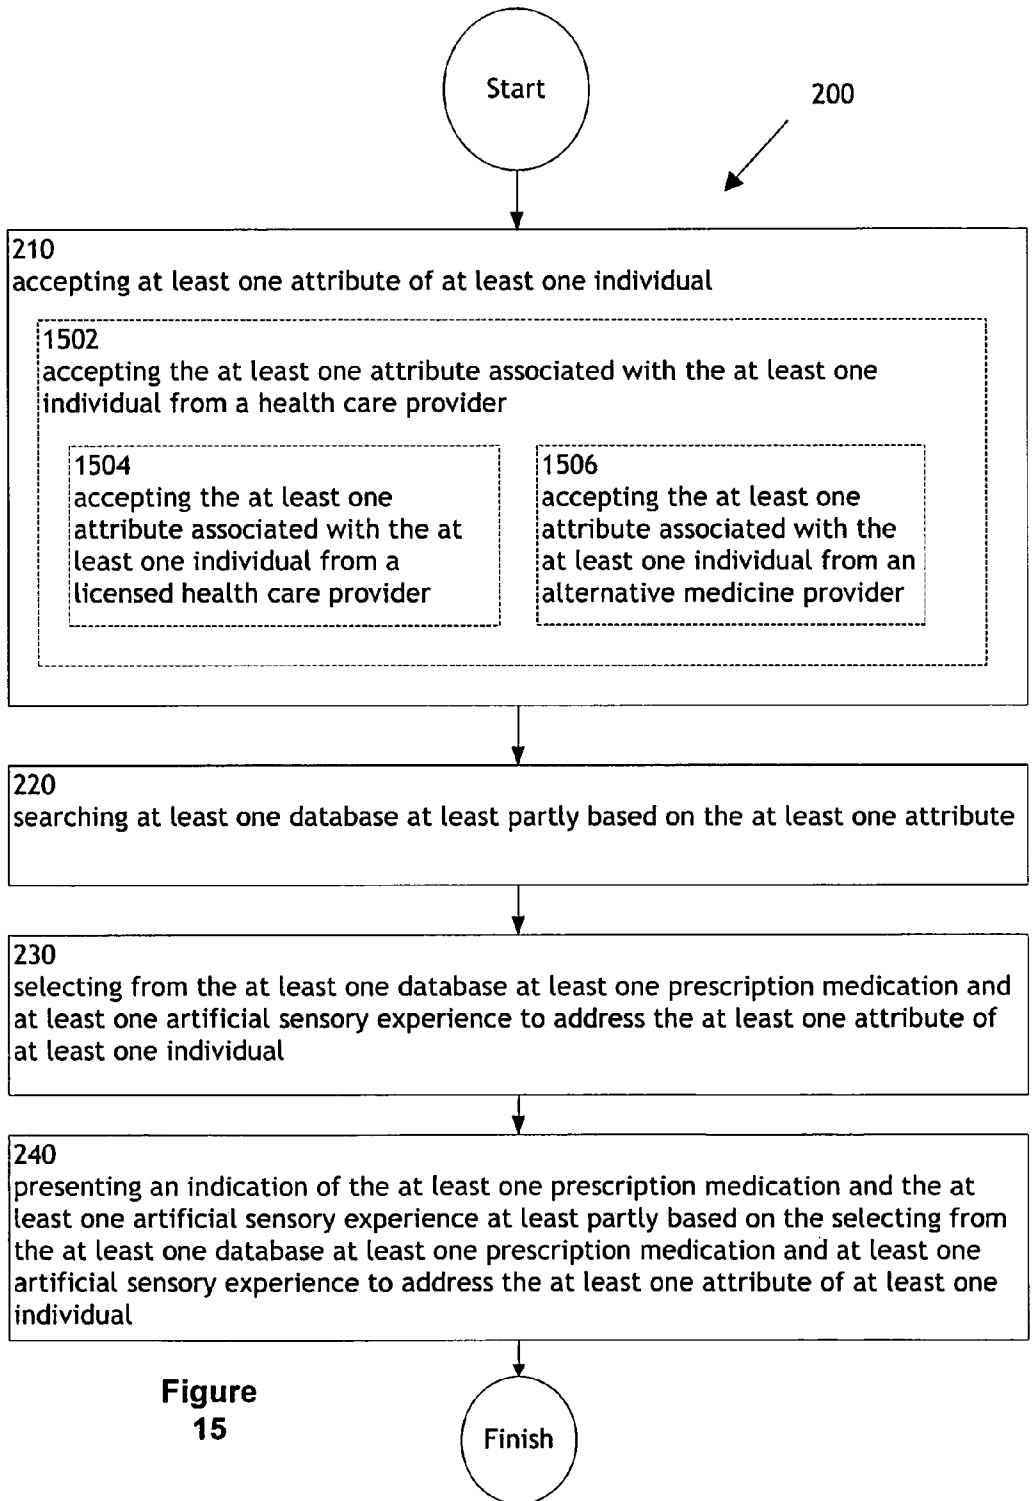 Start
200
210
accepting at least one attribute of at least one individual
1502
accepting the at least one attribute associated with the at least one
individual from a health care provider
1504
accepting the at least one
attribute associated with the at
least one individual from a
licensed health care provider
1506
accepting the at least one
attribute associated with the
at least one individual from an
alternative medicine provider
220
searching at least one database at least partly based on the at least one attribute
230
selecting from the at least one database at least one prescription medication and
at least one artificial sensory experience to address the at least one attribute of
at least one individual
240
presenting an indication of the at least one prescription medication and the at
least one artificial sensory experience at least partly based on the selecting from
the at least one database at least one prescription medication and at least one
artificial sensory experience to address the at least one attribute of at least one
individual
Figure
15
Finish